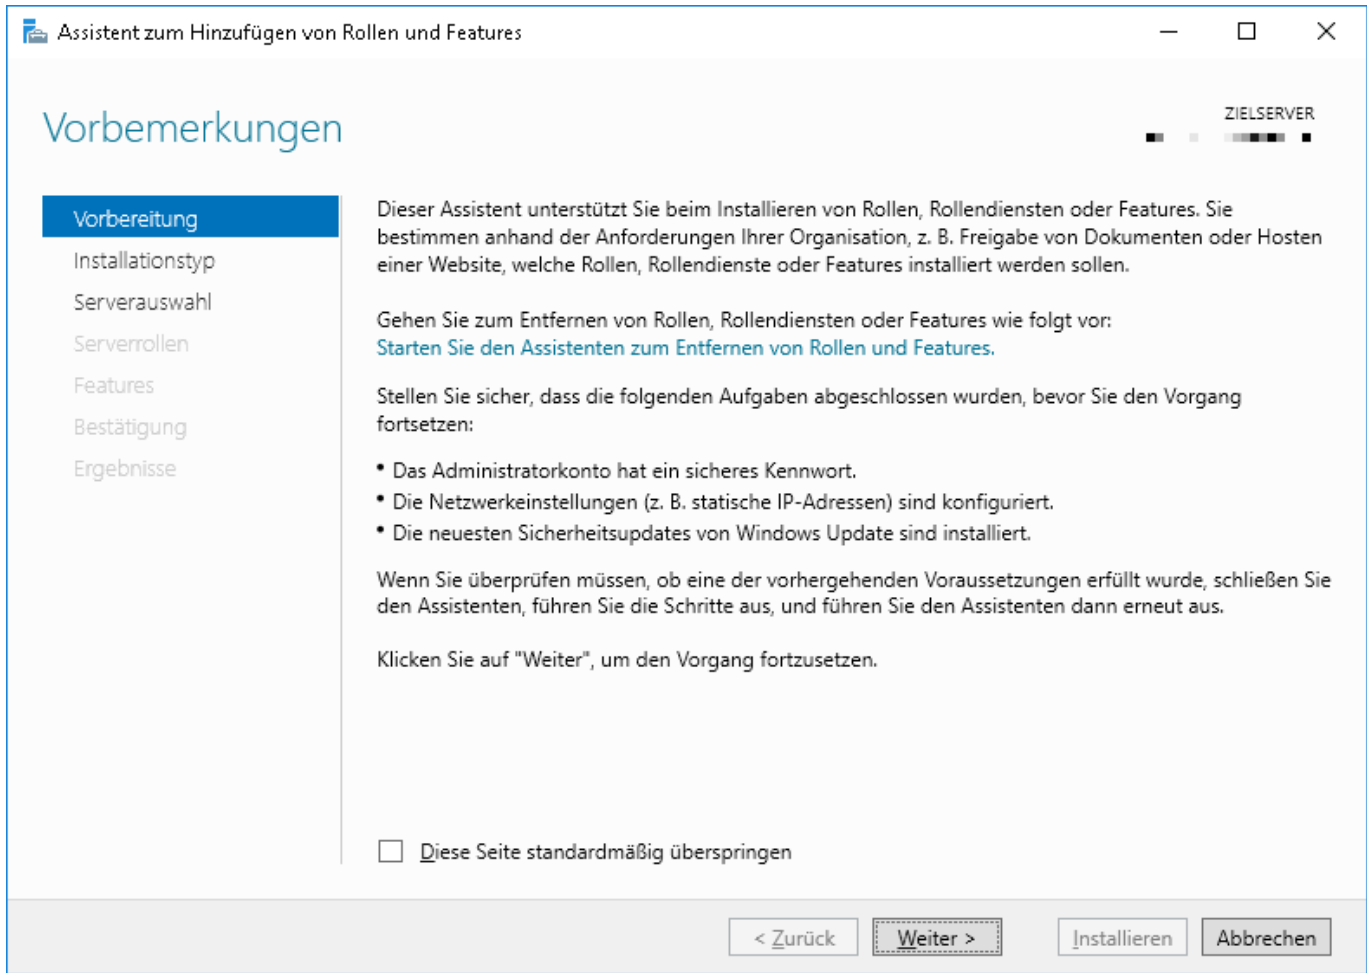 Assistent zum Hinzufügen von Rollen und Features
Vorbemerkungen
ZIELSERVER
Vorbereitung
Installationstyp
Serverauswahl
Serverrollen
Features
Bestätigung
Ergebnisse
Dieser Assistent unterstützt Sie beim Installieren von Rollen, Rollendiensten oder Features. Sie
bestimmen anhand der Anforderungen Ihrer Organisation, z. B. Freigabe von Dokumenten oder Hosten
einer Website, welche Rollen, Rollendienste oder Features installiert werden sollen.
Gehen Sie zum Entfernen von Rollen, Rollendiensten oder Features wie folgt vor:
Starten Sie den Assistenten zum Entfernen von Rollen und Features.
Stellen Sie sicher, dass die folgenden Aufgaben abgeschlossen wurden, bevor Sie den Vorgang
fortsetzen:
• Das Administratorkonto hat ein sicheres Kennwort.
• Die Netzwerkeinstellungen (z. B. statische IP-Adressen) sind konfiguriert.
• Die neuesten Sicherheitsupdates von Windows Update sind installiert.
Wenn Sie überprüfen müssen, ob eine der vorhergehenden Voraussetzungen erfüllt wurde, schließen Sie
den Assistenten, führen Sie die Schritte aus, und führen Sie den Assistenten dann erneut aus.
Klicken Sie auf "Weiter", um den Vorgang fortzusetzen.
Diese Seite standardmäßig überspringen
< Zurück
Weiter >
Installieren
Abbrechen